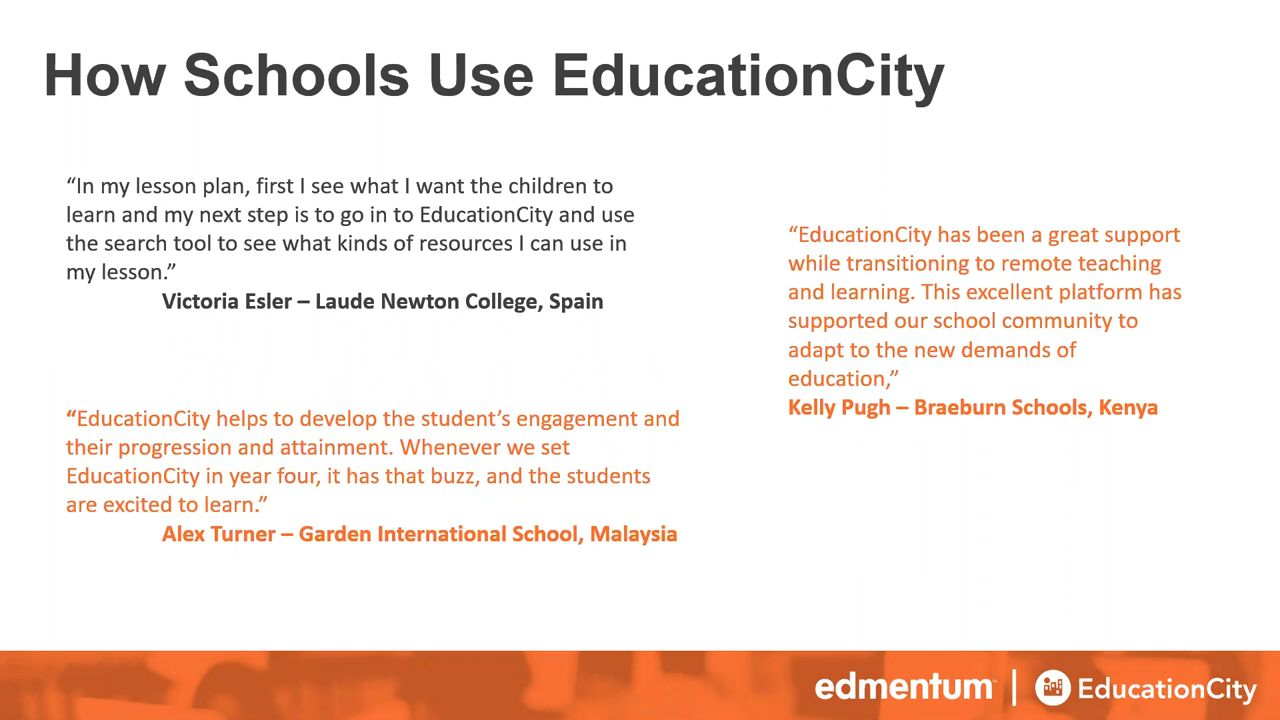 How Schools Use EducationCity
“In my lesson plan, first I see what I want the children to
learn and my next step is to go in to EducationCity and use
the search tool to see what kinds of resources I can use in
my lesson.”
Victoria Esler – Laude Newton College, Spain
“EducationCity helps to develop the student’s engagement and
their progression and attainment. Whenever we set
EducationCity in year four, it has that buzz, and the students
are excited to learn.”
Alex Turner – Garden International School, Malaysia
“EducationCity has been a great support
while transitioning to remote teaching
and learning. This excellent platform has
supported our school community to
adapt to the new demands of
education,”
Kelly Pugh – Braeburn Schools, Kenya
edmentum™ | EducationCity